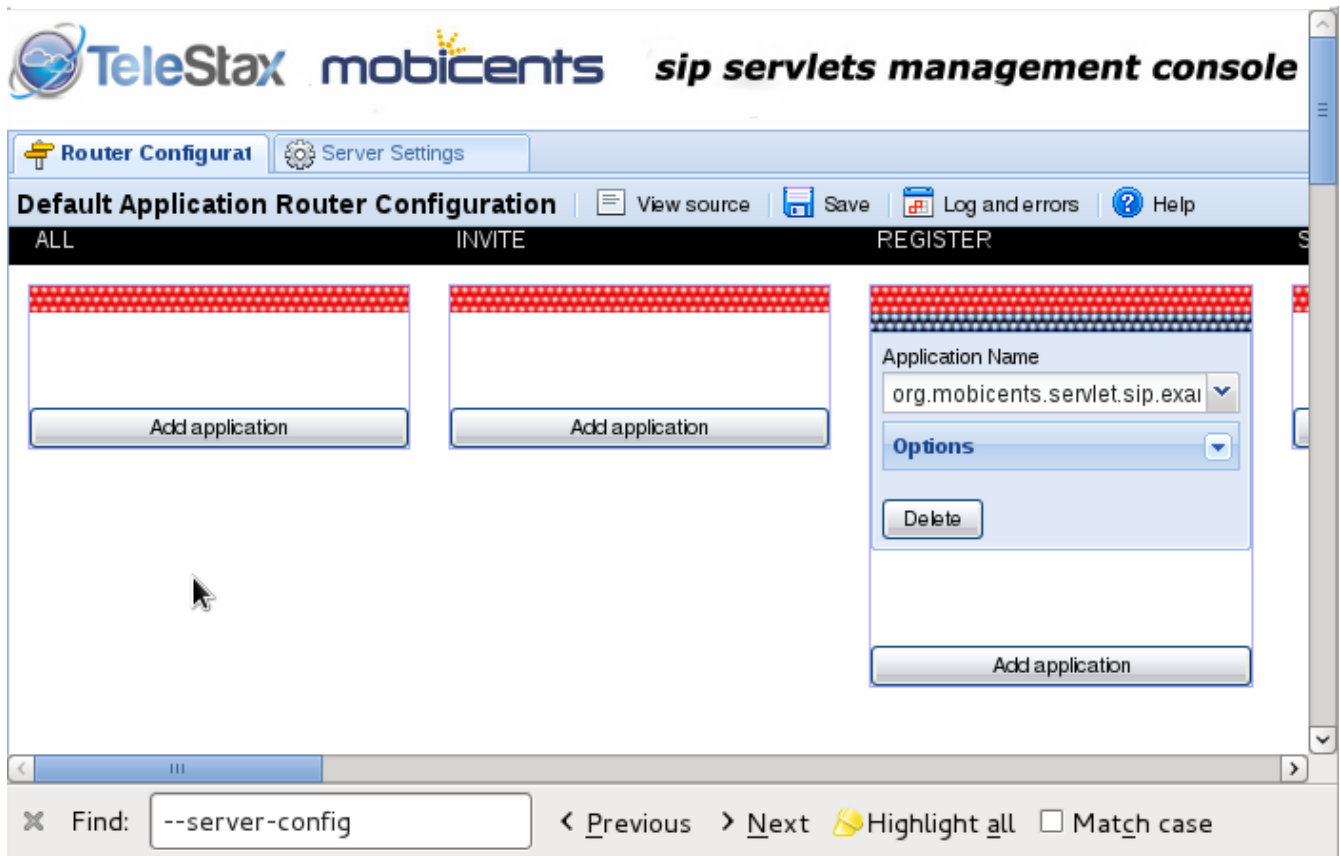 TeleStax mobicents sip servlets management console
Router Configurat Server Settings
Default Application Router Configuration View source Save Log and errors Help
ALL INVITE REGISTER S
Application Name
org.mobicents.servlet.sip.exa
Add application Add application
Options
Delete
Add application
Find: --server-config Previous Next Highlight all Match case